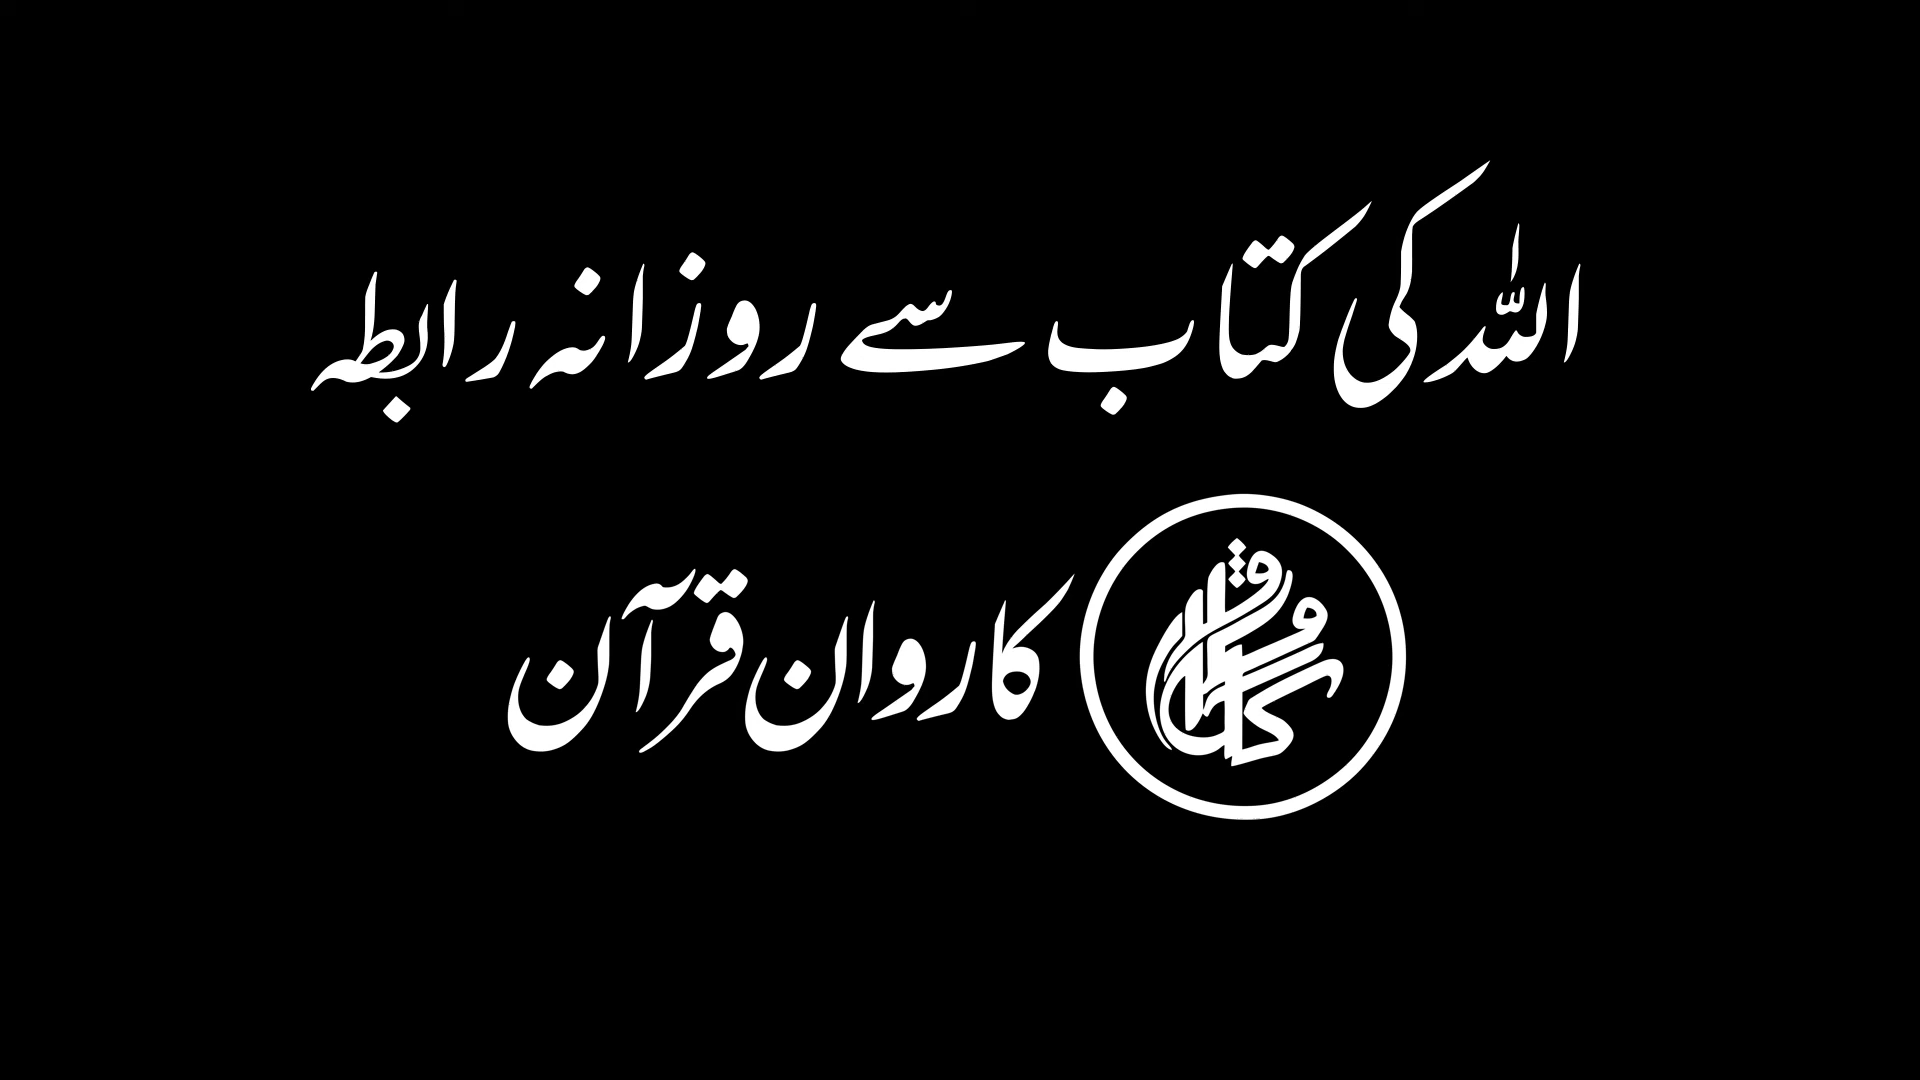 اللہ کی کتاب سے روزانہ رابطہ
کاروان قرآن